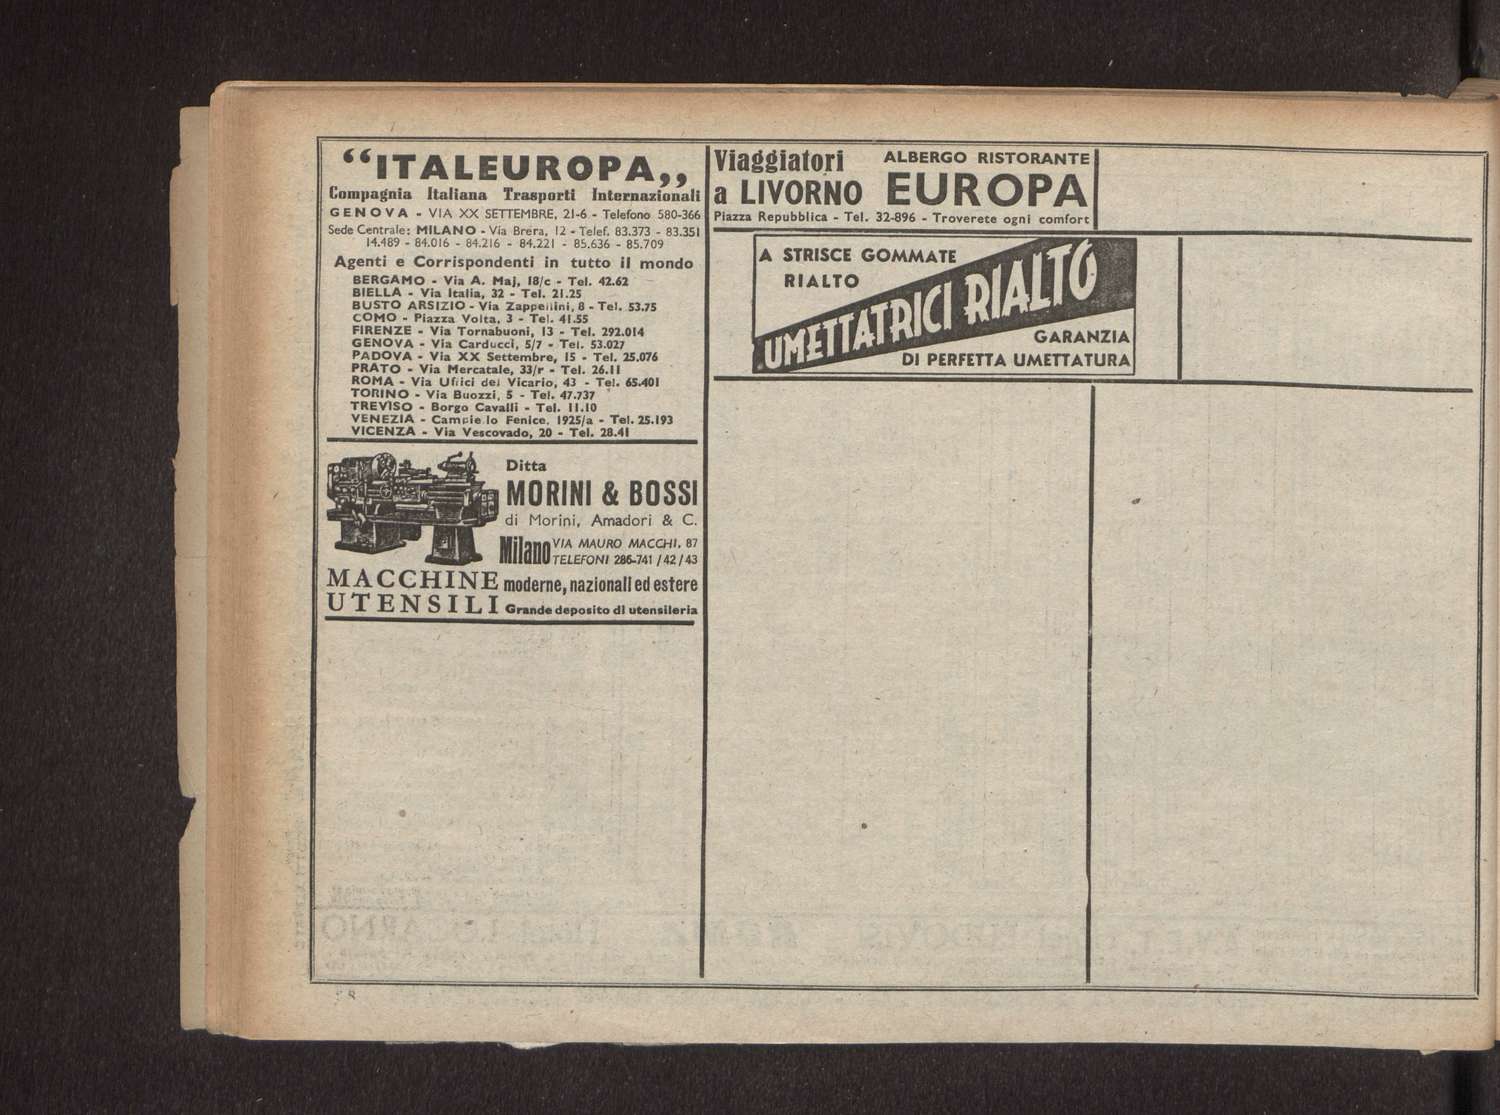 “ITALEUROPA„
Compagnia Italiana Trasporti Internazionali
GENOVA - VIA XX SETTEMBRE, 21-6 - Telefono 580-366
Sede Centrale: MILANO - Via Brera, 12 - Telef. 83.373 - 83.351
14.489 - 84.016 - 84.216 - 84.221 - 85.636 - 85.709
Agenti e Corrispondenti in tutto il mondo
BERGAMO - Via A. Maj, 18/c - Tel. 42.62
BIELLA - Via Italia, 32 - Tel. 21.25
BUSTO ARSIZIO - Via Zappellini, 8 - Tel. 53.75
COMO - Piazza Volta, 3 - Tel. 41.55
FIRENZE - Via Tornabuoni, 13 - Tel. 292.014
GENOVA - Via Carducci, 5/7 - Tel. 53.027
PADOVA - Via XX Settembre, 15 - Tel. 25.076
PRATO - Via Mercatale, 33/r - Tel. 26.11
ROMA - Via Uffici del Vicario, 43 - Tel. 65.401
TORINO - Via Buozzi, 5 - Tel. 47.737
TREVISO - Borgo Cavalli - Tel. 11.10
VENEZIA - Campiello Fenice, 1925/a - Tel. 25.193
VICENZA - Via Vescovado, 20 - Tel. 28.41
Ditta
MORINI & BOSSI
di Morini, Amadori & C.
Milano VIA MAURO MACCHI, 87
TELEFONI 286-741 /42 /43
MACCHINE moderne, nazionali ed estere
UTENSILI Grande deposito di utensileria
Viaggiatori ALBERGO RISTORANTE
a LIVORNO EUROPA
Piazza Repubblica - Tel. 32-896 - Troverete ogni comfort
A STRISCE GOMMATE
RIALTO
UMETTATRICI RIALTO
GARANZIA
DI PERFETTA UMETTATURA